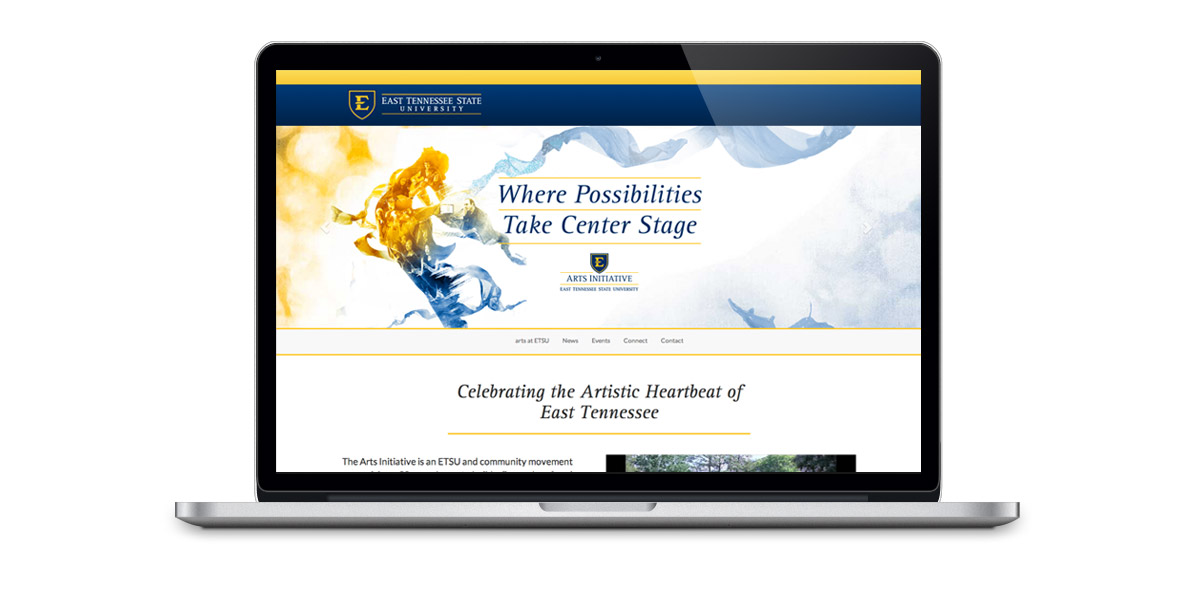 E
EAST TENNESSEE STATE
UNIVERSITY
Where Possibilities
Take Center Stage
E
ARTS INITIATIVE
EAST TENNESSEE STATE UNIVERSITY
arts at ETSU News Events Connect Contact
Celebrating the Artistic Heartbeat of
East Tennessee
The Arts Initiative is an ETSU and community movement